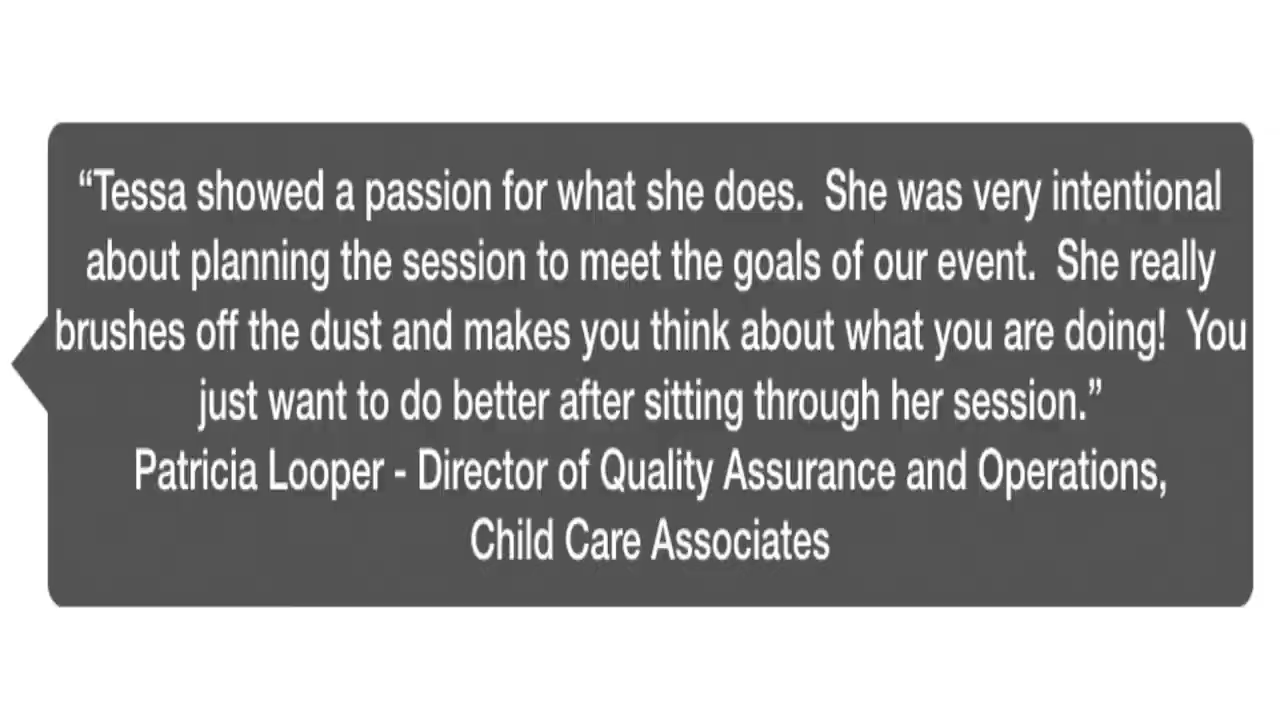 “Tessa showed a passion for what she does.  She was very intentional
about planning the session to meet the goals of our event.  She really
brushes off the dust and makes you think about what you are doing!  You
just want to do better after sitting through her session.”
Patricia Looper - Director of Quality Assurance and Operations,
Child Care Associates